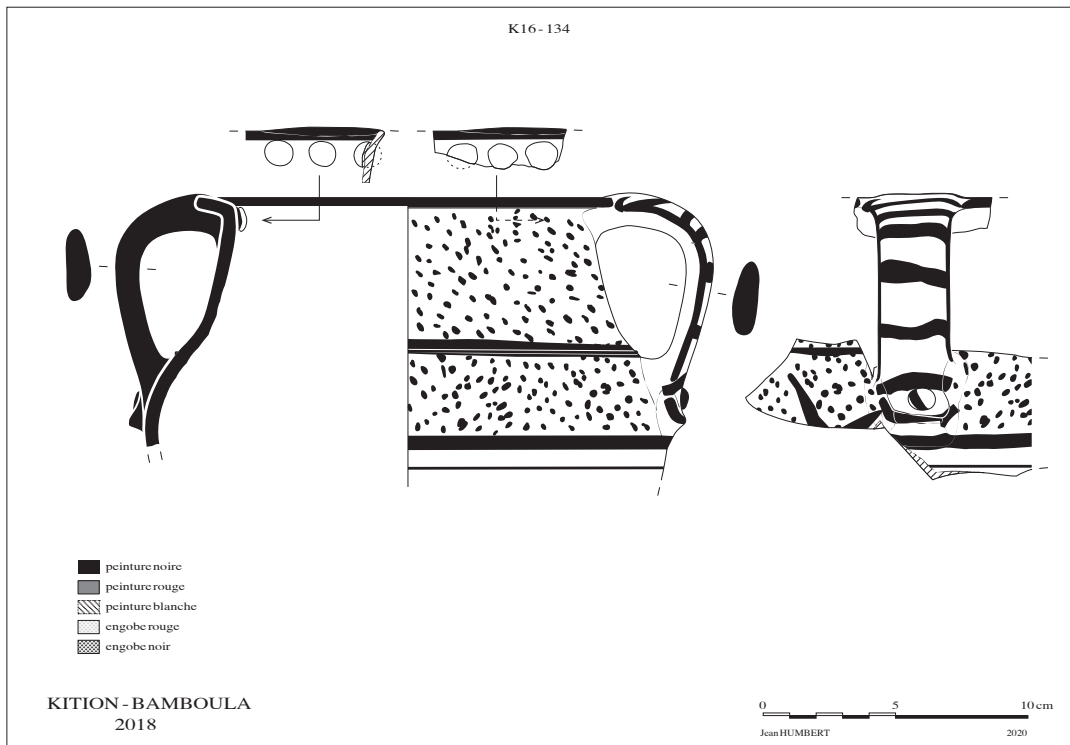 K16-134
peinture noire
peinture rouge
peinture blanche
engobe rouge
engobe noir
KITION-BAMBOULA
2018
0 5 10 cm
Jean HUMBERT 2020